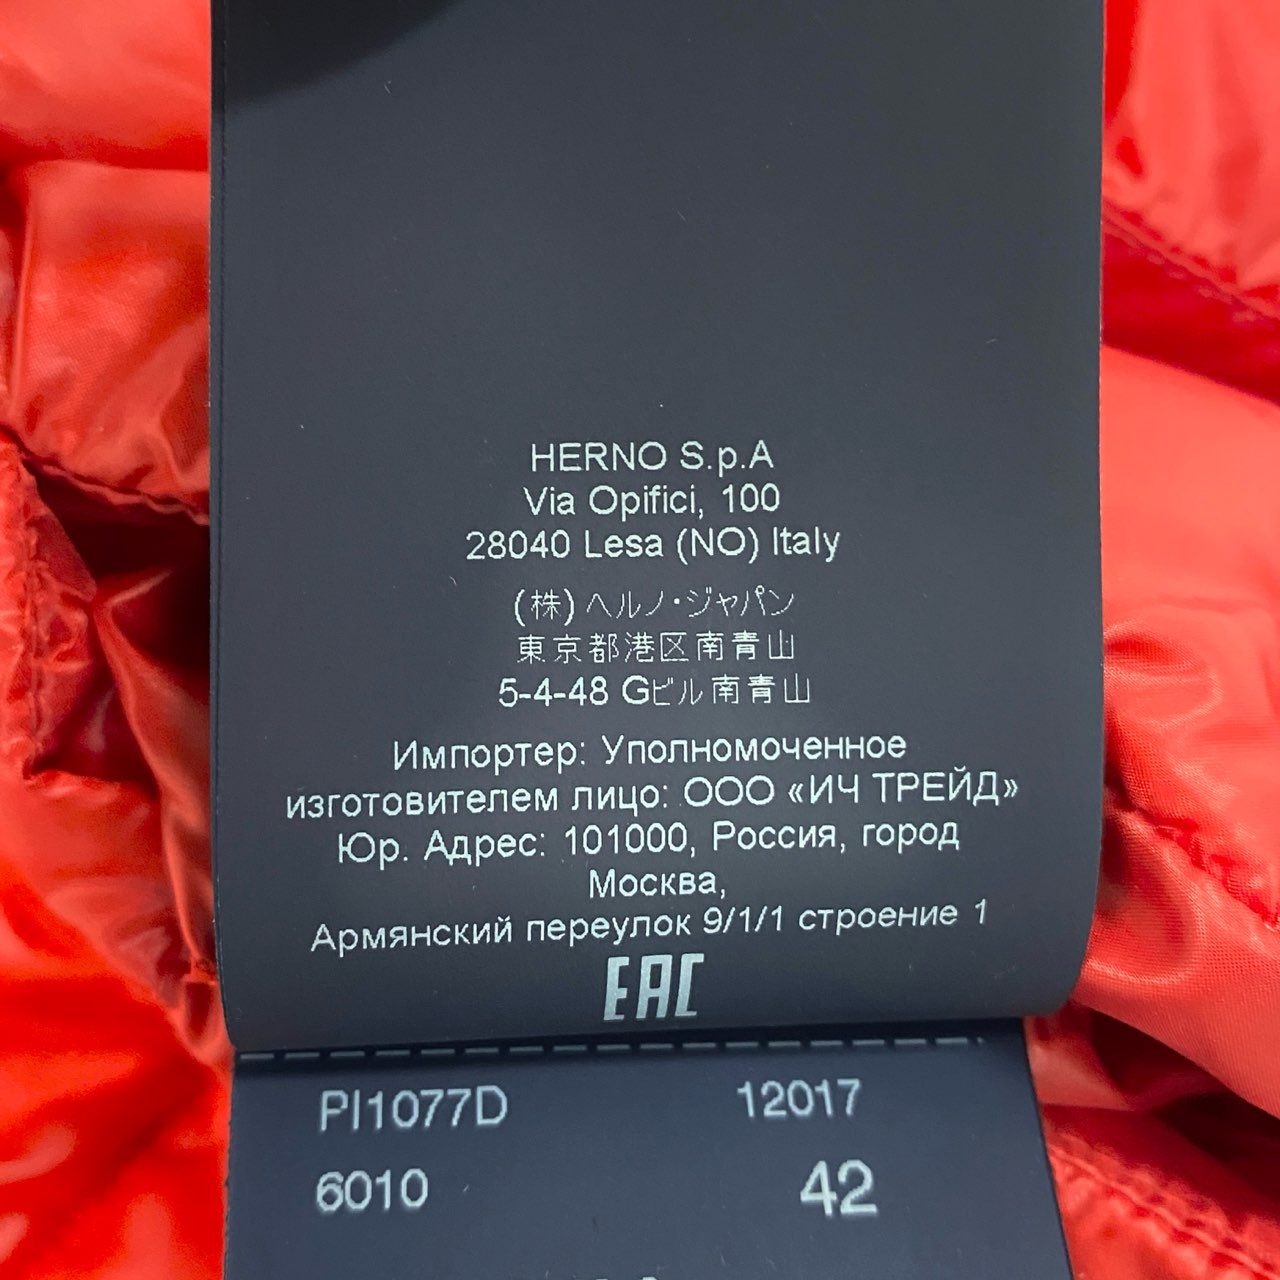 HERNO S.p.A
Via Opifici, 100
28040 Lesa (NO) Italy
(株) ヘルノ・ジャパン
東京都港区南青山
5-4-48 Gビル南青山
Импортер: Уполномоченное
изготовителем лицо: ООО «ИЧ ТРЕЙД»
Юр. Адрес: 101000, Россия, город
Москва,
Армянский переулок 9/1/1 строение 1
EAC
PI1077D 12017
6010 42